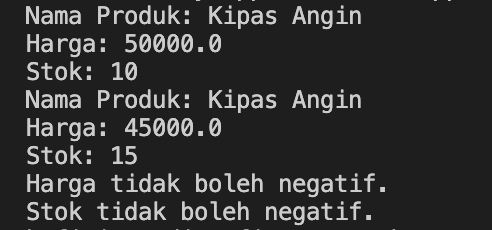 Nama Produk: Kipas Angin
Harga: 50000.0
Stok: 10
Nama Produk: Kipas Angin
Harga: 45000.0
Stok: 15
Harga tidak boleh negatif.
Stok tidak boleh negatif.